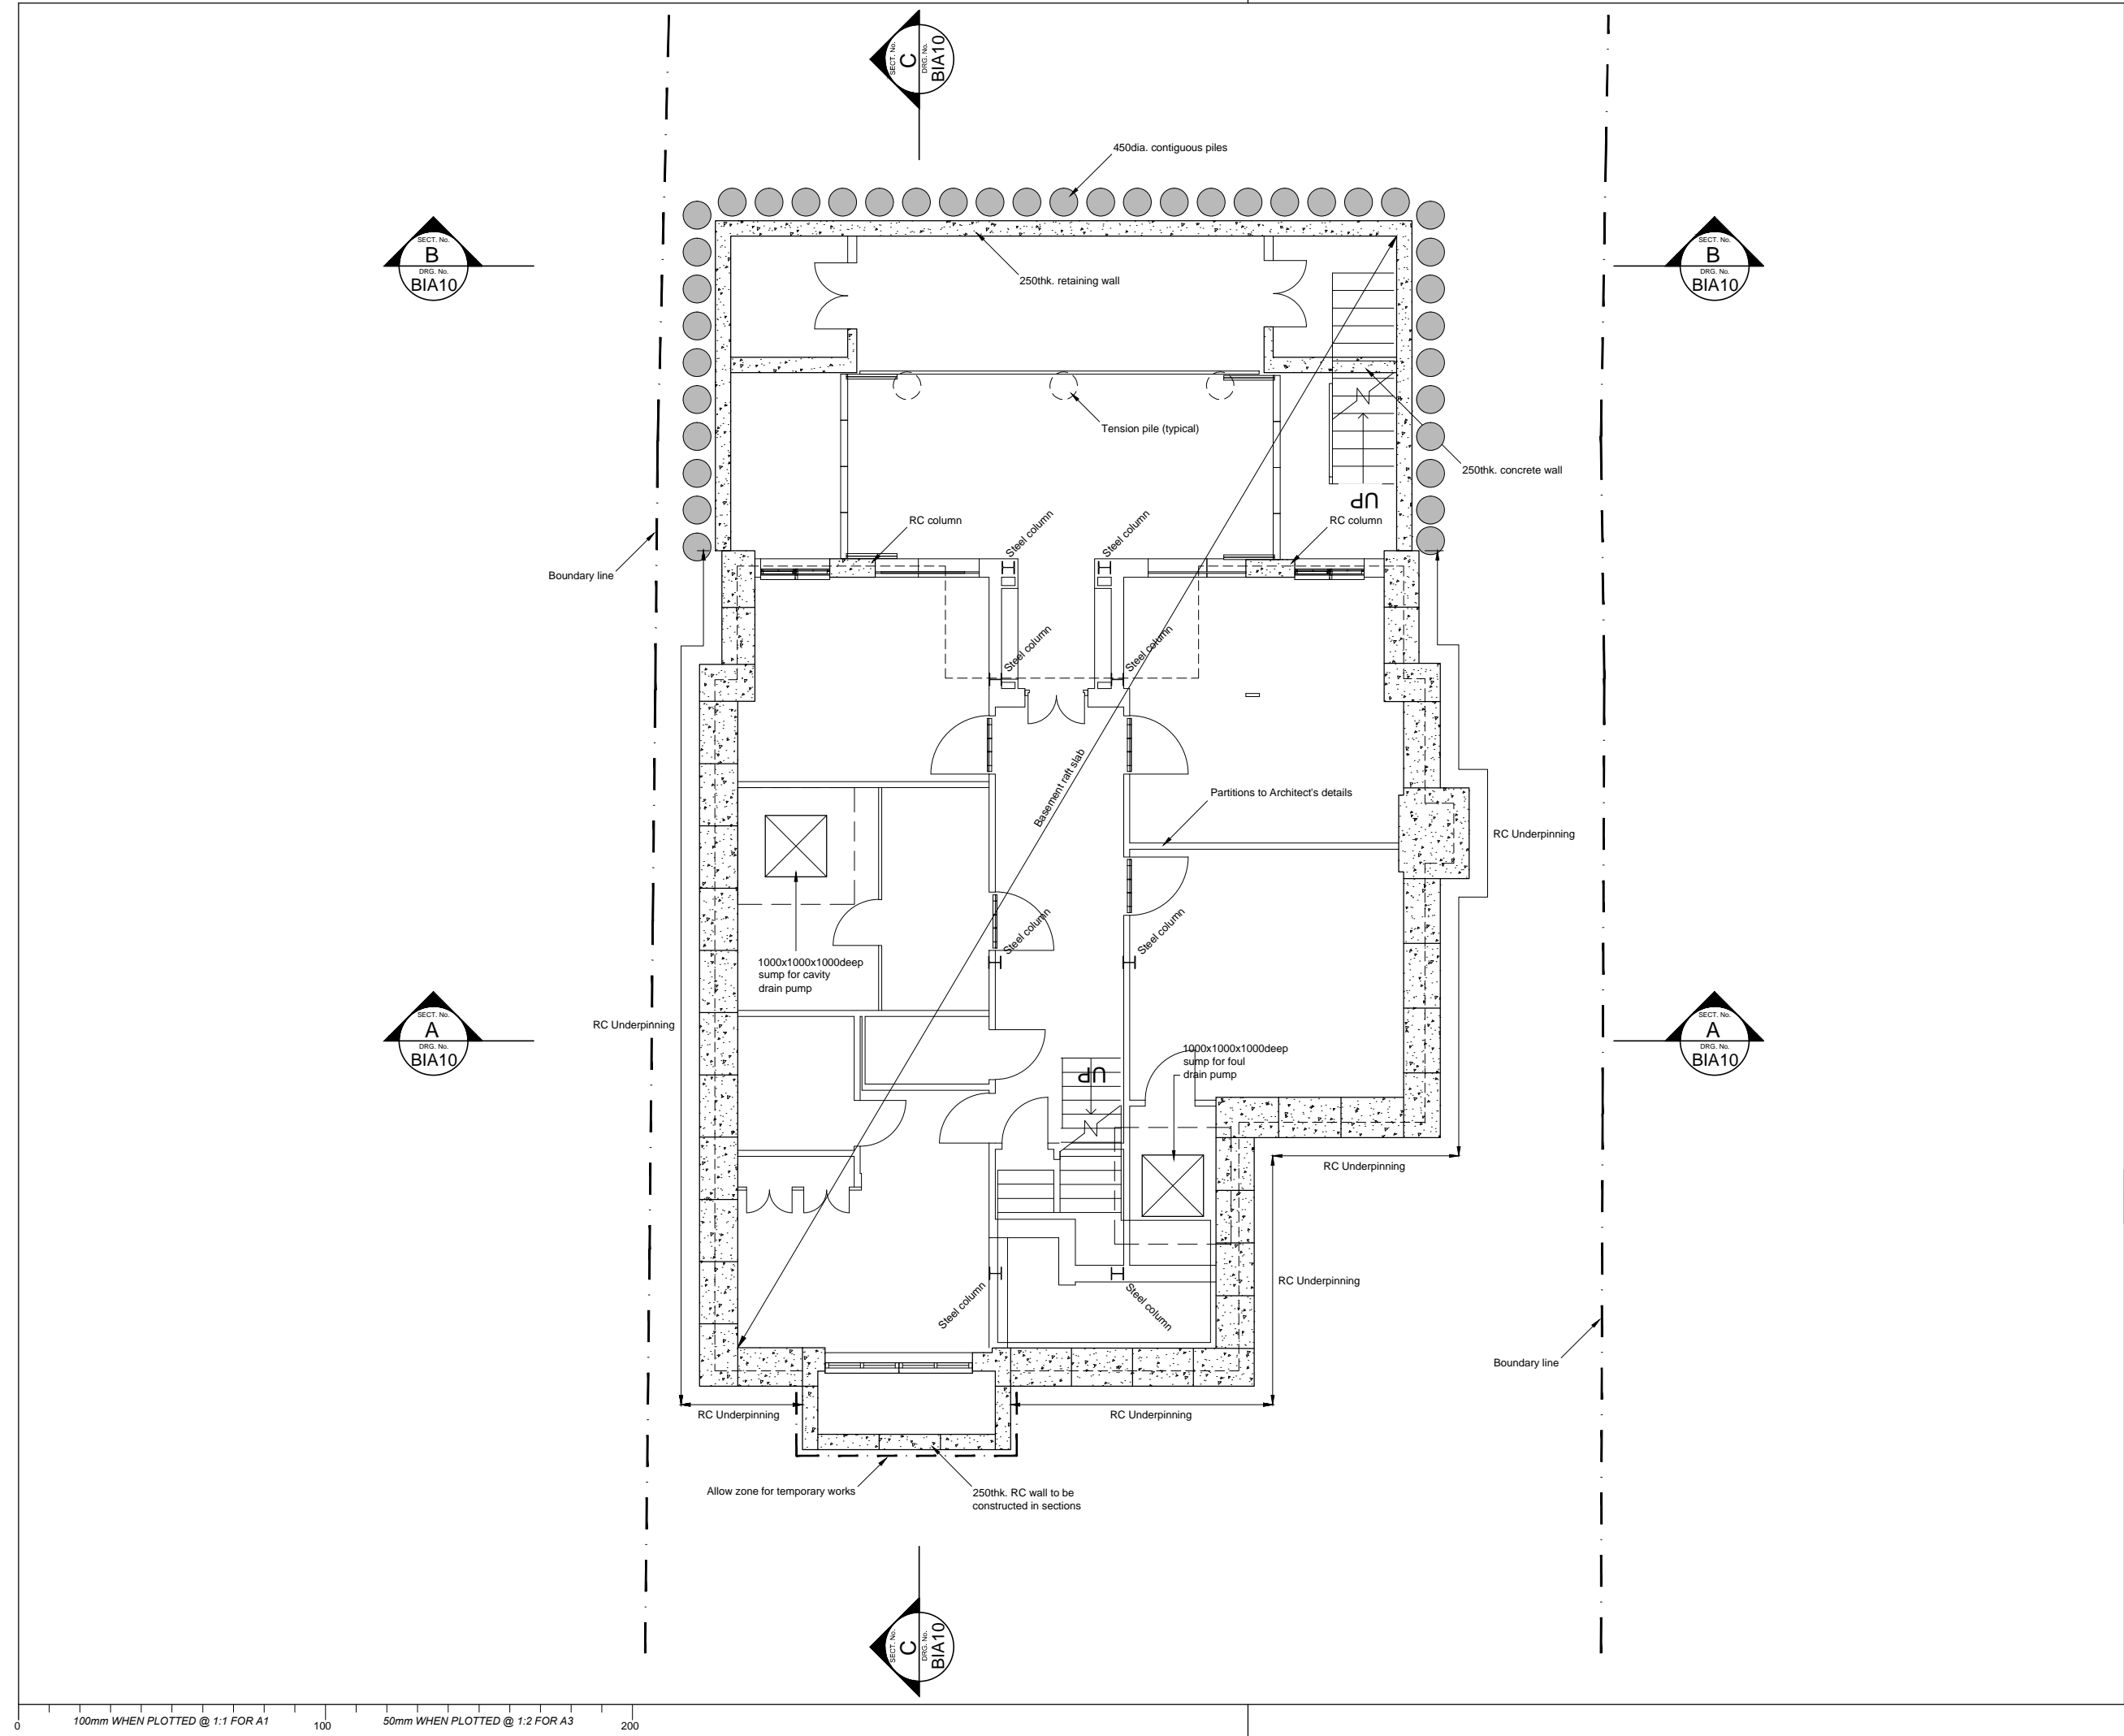 SECT. No.
C
DRG. No.
BIA10
450dia. contiguous piles
SECT. No.
B
DRG. No.
BIA10
SECT. No.
B
DRG. No.
BIA10
250thk. retaining wall
Tension pile (typical)
250thk. concrete wall
UP
RC column
Steel column
Steel column
RC column
Boundary line
Steel column
Steel column
Basement raft slab
Partitions to Architect's details
RC Underpinning
Steel column
Steel column
1000x1000x1000deep
sump for cavity
drain pump
RC Underpinning
SECT. No.
A
DRG. No.
BIA10
SECT. No.
A
DRG. No.
BIA10
1000x1000x1000deep
sump for foul
drain pump
UP
RC Underpinning
RC Underpinning
Steel column
Steel column
Boundary line
RC Underpinning
RC Underpinning
Allow zone for temporary works
250thk. RC wall to be
constructed in sections
SECT. No.
C
DRG. No.
BIA10
0
100mm WHEN PLOTTED @ 1:1 FOR A1
100
50mm WHEN PLOTTED @ 1:2 FOR A3
200